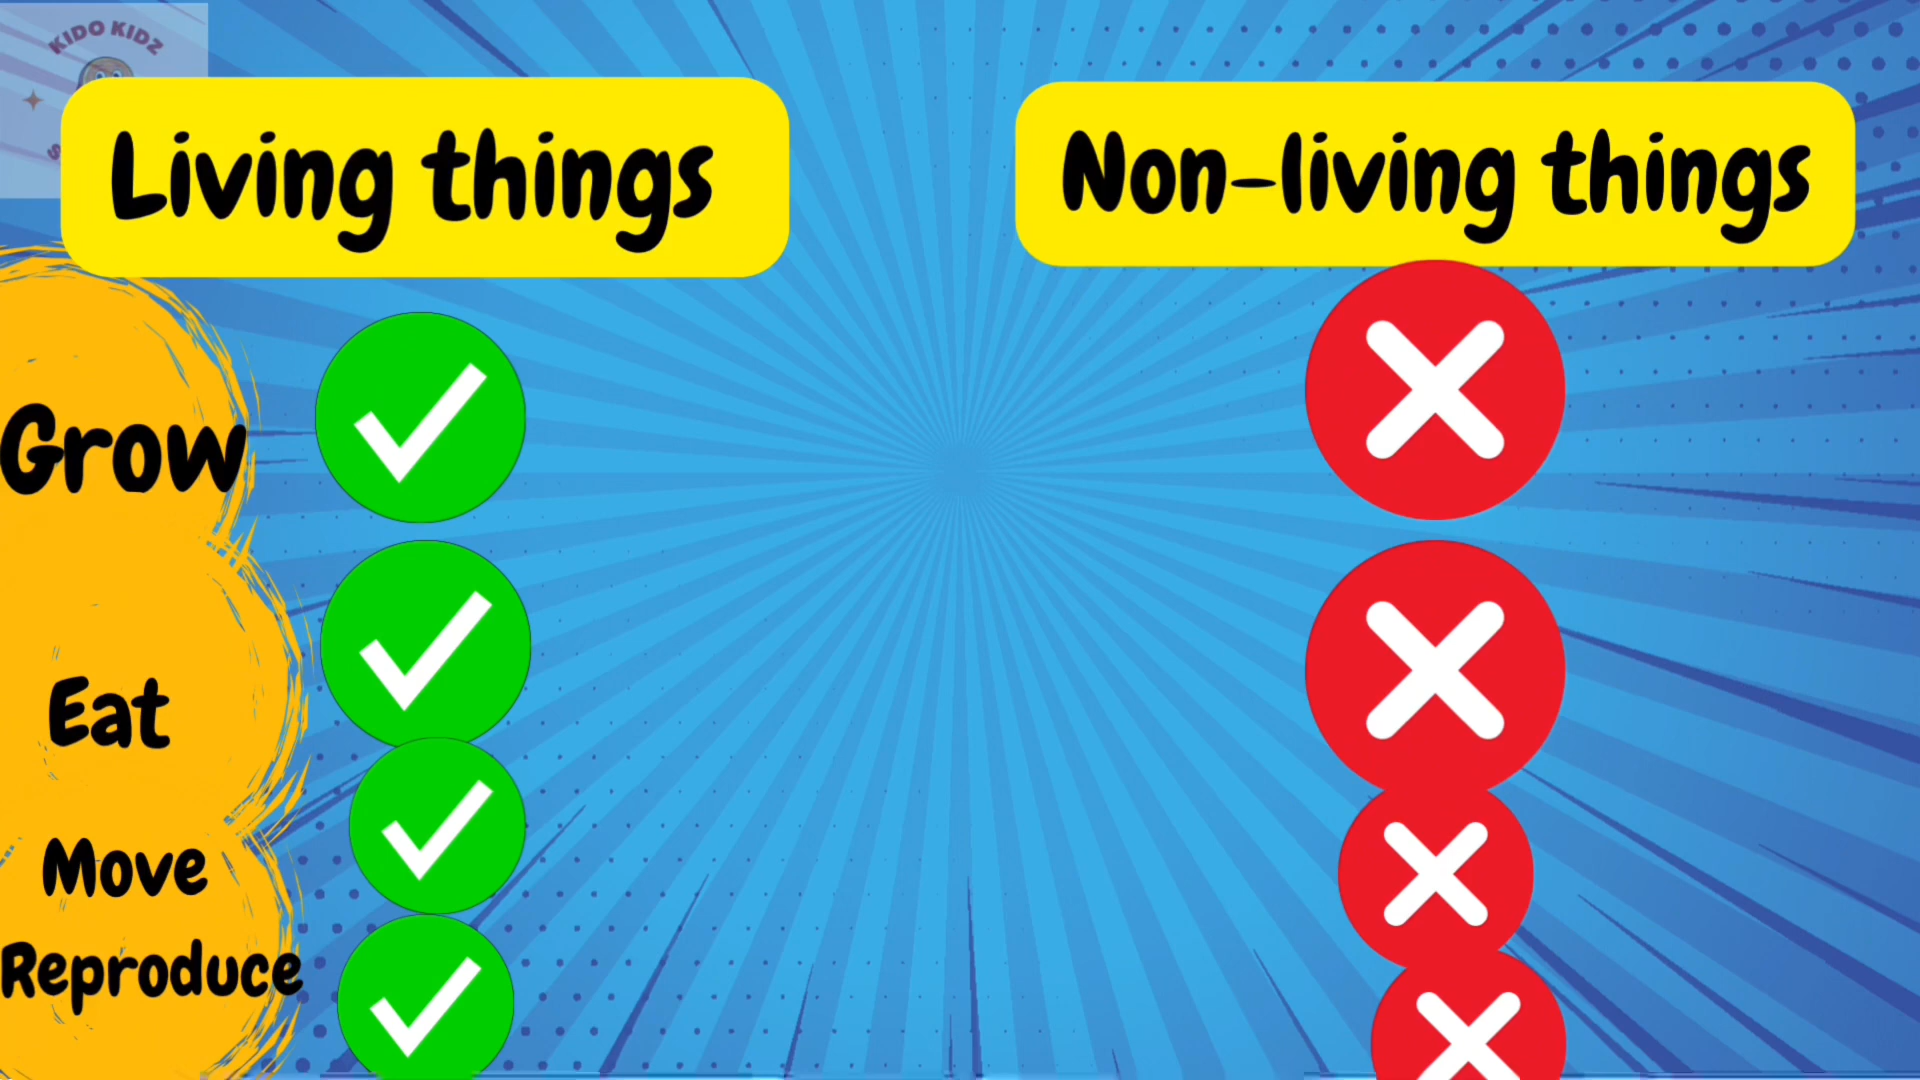 KIDO KIDZ
Living things
Non-living things
Grow
Eat
Move
Reproduce